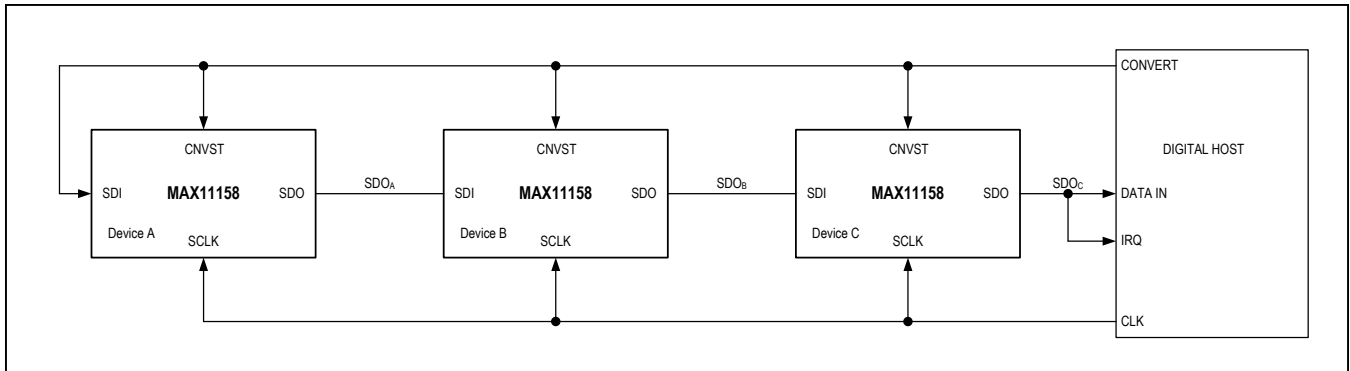 CONVERT
CNVST
CNVST
CNVST
DIGITAL HOST
SDI
MAX11158
SDO
SDOA
SDI
MAX11158
SDO
SDOB
SDI
MAX11158
SDO
SDOC
DATA IN
Device A
SCLK
Device B
SCLK
Device C
SCLK
IRQ
CLK